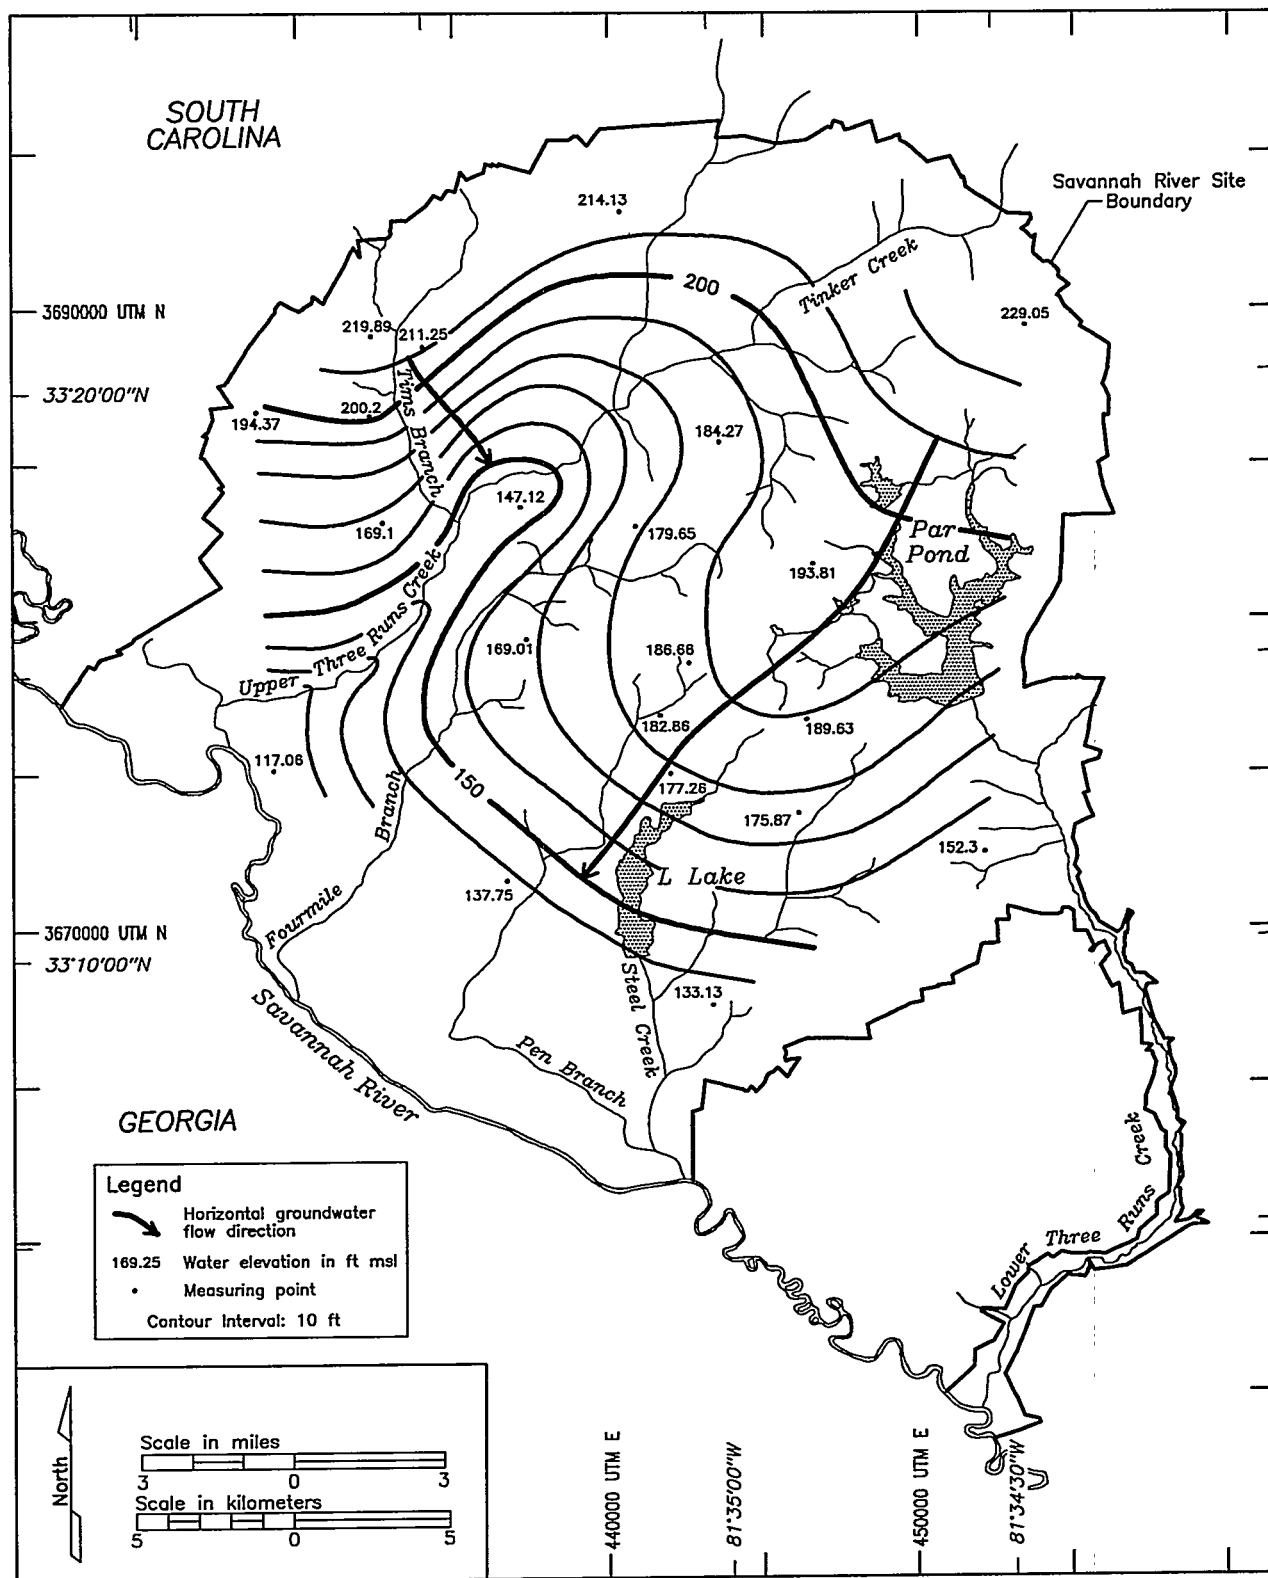 SOUTH
CAROLINA
Savannah River Site
Boundary
214.13
Tinker Creek
200
229.05
3690000 UTM N
219.89
211.25
33°20'00"N
Tims Branch
200.2
194.37
184.27
147.12
169.1
179.65
Par
Pond
193.81
Upper Three Runs Creek
169.01
186.68
182.86
189.63
117.06
150
177.26
Branch
175.87
152.3
L Lake
137.75
Fourmile
3670000 UTM N
33°10'00"N
Steel Creek
133.13
Savannah River
Pen Branch
GEORGIA
Lower Three Runs Creek
Legend
Horizontal groundwater
flow direction
169.25 Water elevation in ft msl
Measuring point
Contour Interval: 10 ft
North
Scale in miles
3 0 3
Scale in kilometers
5 0 5
440000 UTM E
81°35'00"W
450000 UTM E
81°34'30"W